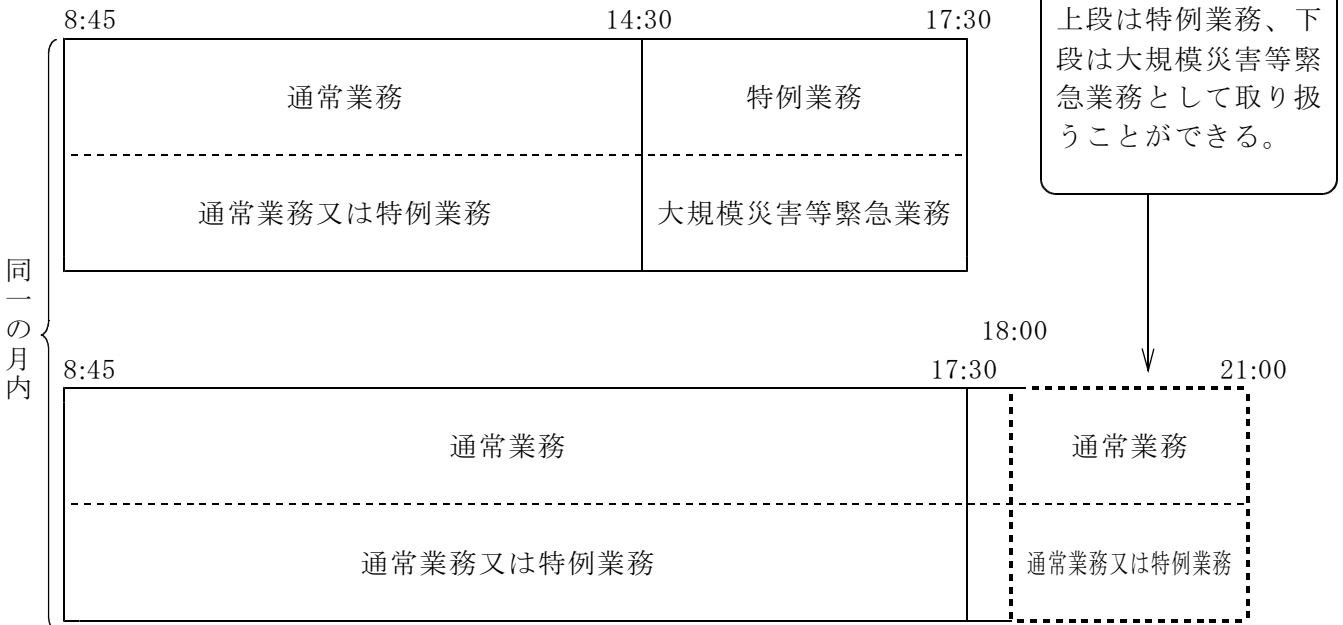 8:45 14:30 17:30
上段は特例業務、下
段は大規模災害等緊
急業務として取り扱
うことができる。
通常業務 特例業務
通常業務又は特例業務 大規模災害等緊急業務
同一の月内
18:00
8:45 17:30 21:00
通常業務 通常業務
通常業務又は特例業務 通常業務又は特例業務